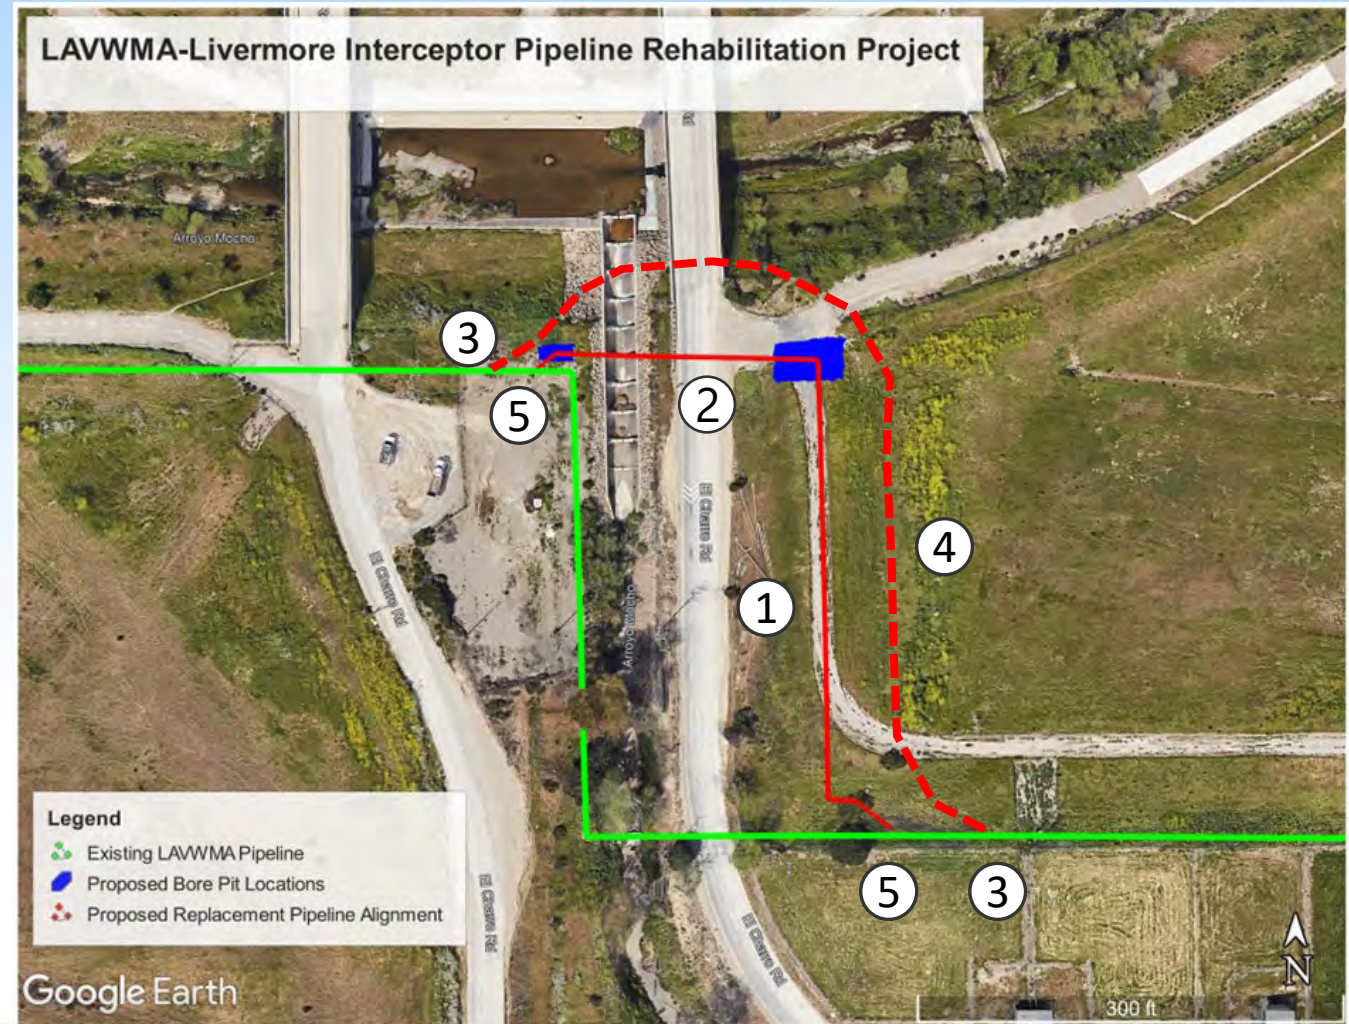 LAVWMA-Livermore Interceptor Pipeline Rehabilitation Project
Rd
Arroyo Mocho
3
5
2
El Charro Rd
4
El Charro Rd
1
Arroyo Mocho
Legend
Existing LAVWMA Pipeline
Proposed Bore Pit Locations
Proposed Replacement Pipeline Alignment
El Charro Rd
5
3
El Charro Rd
N
Google Earth
300 ft